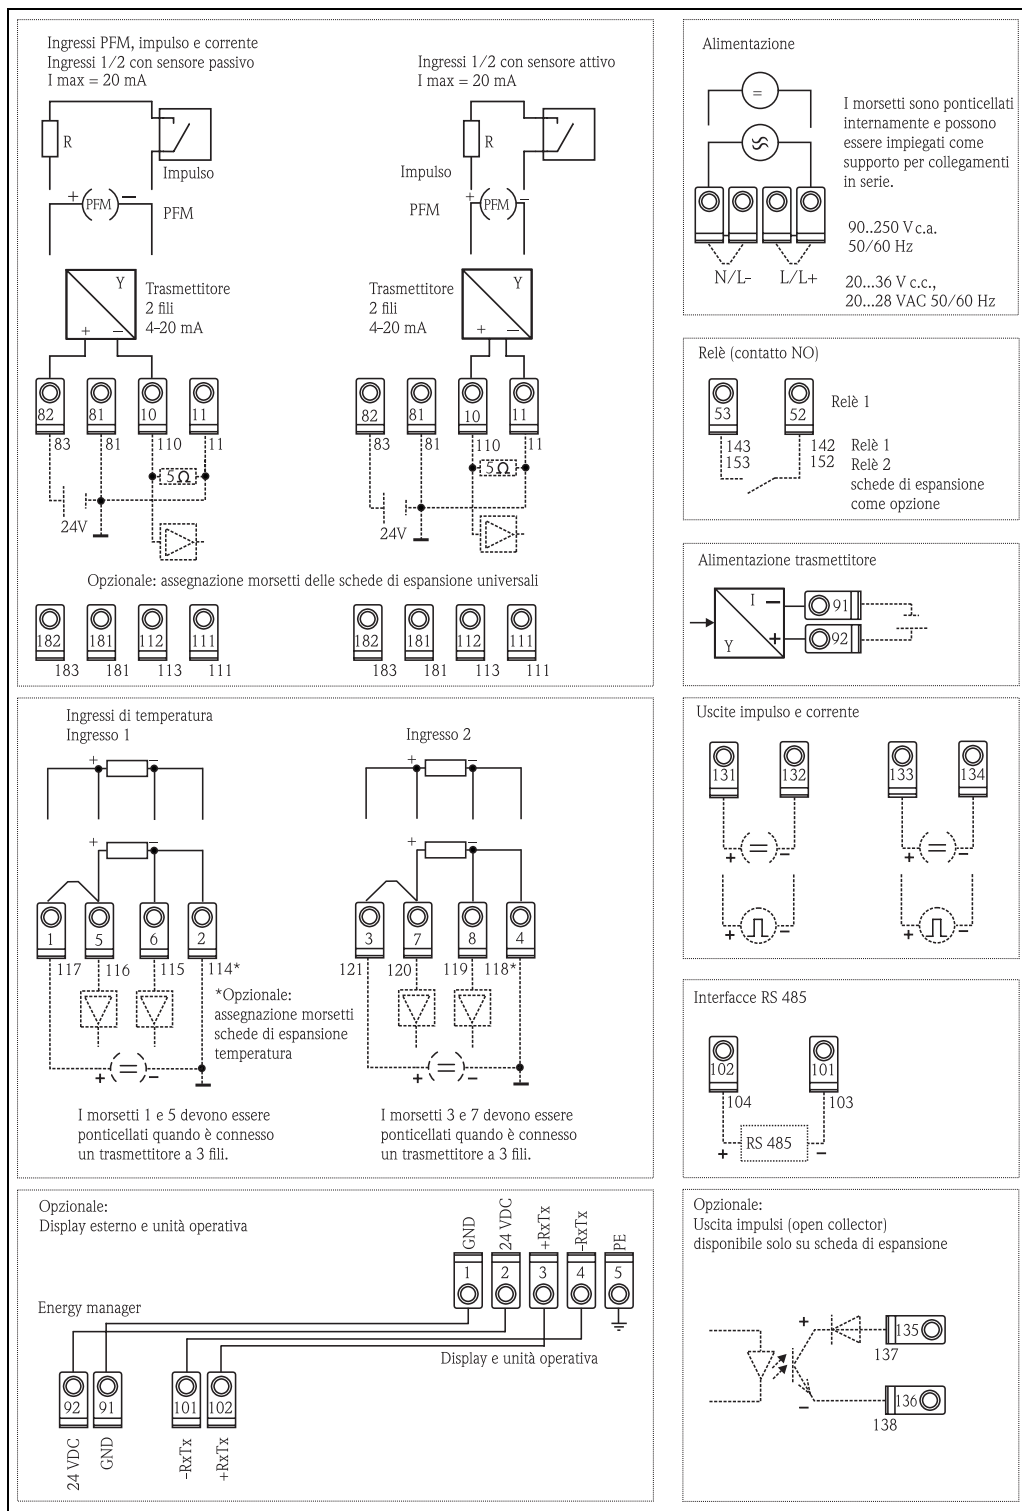 Ingressi PFM, impulso e corrente
Ingressi 1/2 con sensore passivo
I max = 20 mA
Ingressi 1/2 con sensore attivo
I max = 20 mA
R
Impulso
+ PFM –
PFM
R
Impulso
+ PFM –
PFM
Y
+ –
Trasmettitore
2 fili
4-20 mA
Trasmettitore
2 fili
4-20 mA
Y
+ –
82 81 10 11
83 81 110 11
5Ω
24V
82 81 10 11
83 81 110 11
5Ω
24V
Opzionale: assegnazione morsetti delle schede di espansione universali
182 181 112 111
183 181 113 111
182 181 112 111
183 181 113 111
Ingressi di temperatura
Ingresso 1
Ingresso 2
+ –
+ –
+ –
+ –
1 5 6 2
117 116 115 114*
3 7 8 4
121 120 119 118*
*Opzionale:
assegnazione morsetti
schede di espansione
temperatura
+ = –
+ = –
I morsetti 1 e 5 devono essere
ponticellati quando è connesso
un trasmettitore a 3 fili.
I morsetti 3 e 7 devono essere
ponticellati quando è connesso
un trasmettitore a 3 fili.
Opzionale:
Display esterno e unità operativa
GND
24 VDC
+RxTx
-RxTx
PE
1 2 3 4 5
Energy manager
Display e unità operativa
92 91 101 102
24 VDC
GND
-RxTx
+RxTx
Alimentazione
=
≈
N/L-
L/L+
I morsetti sono ponticellati
internamente e possono
essere impiegati come
supporto per collegamenti
in serie.
90..250 V c.a.
50/60 Hz
20...36 V c.c.,
20...28 VAC 50/60 Hz
Relè (contatto NO)
53 52
Relè 1
143 142 Relè 1
153 152 Relè 2
schede di espansione
come opzione
Alimentazione trasmettitore
I –
Y +
91
92
Uscite impulso e corrente
131 132 133 134
+ = –
+ = –
+ –
+ –
Interfacce RS 485
102 101
104 103
+ RS 485 –
Opzionale:
Uscita impulsi (open collector)
disponibile solo su scheda di espansione
+
135
137
–
136
138